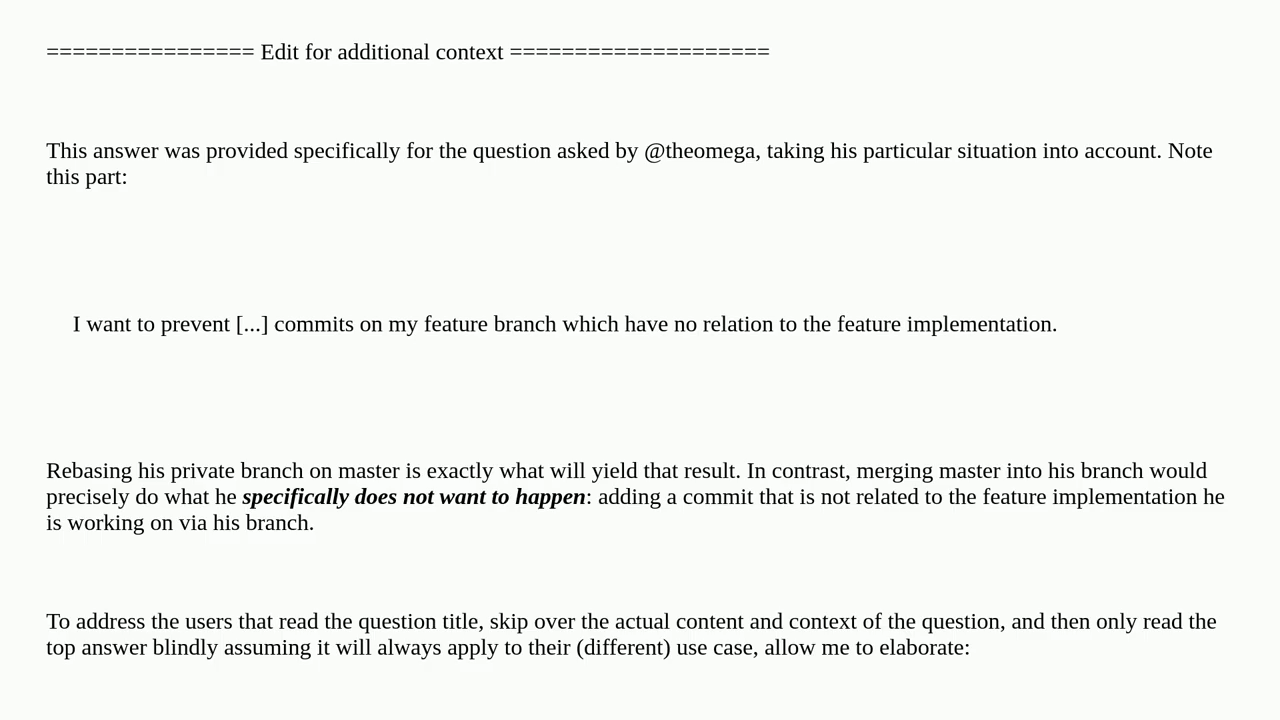 ================ Edit for additional context ====================
This answer was provided specifically for the question asked by @theomega, taking his particular situation into account. Note
this part:
I want to prevent [...] commits on my feature branch which have no relation to the feature implementation.
Rebasing his private branch on master is exactly what will yield that result. In contrast, merging master into his branch would
precisely do what he specifically does not want to happen: adding a commit that is not related to the feature implementation he
is working on via his branch.
To address the users that read the question title, skip over the actual content and context of the question, and then only read the
top answer blindly assuming it will always apply to their (different) use case, allow me to elaborate: